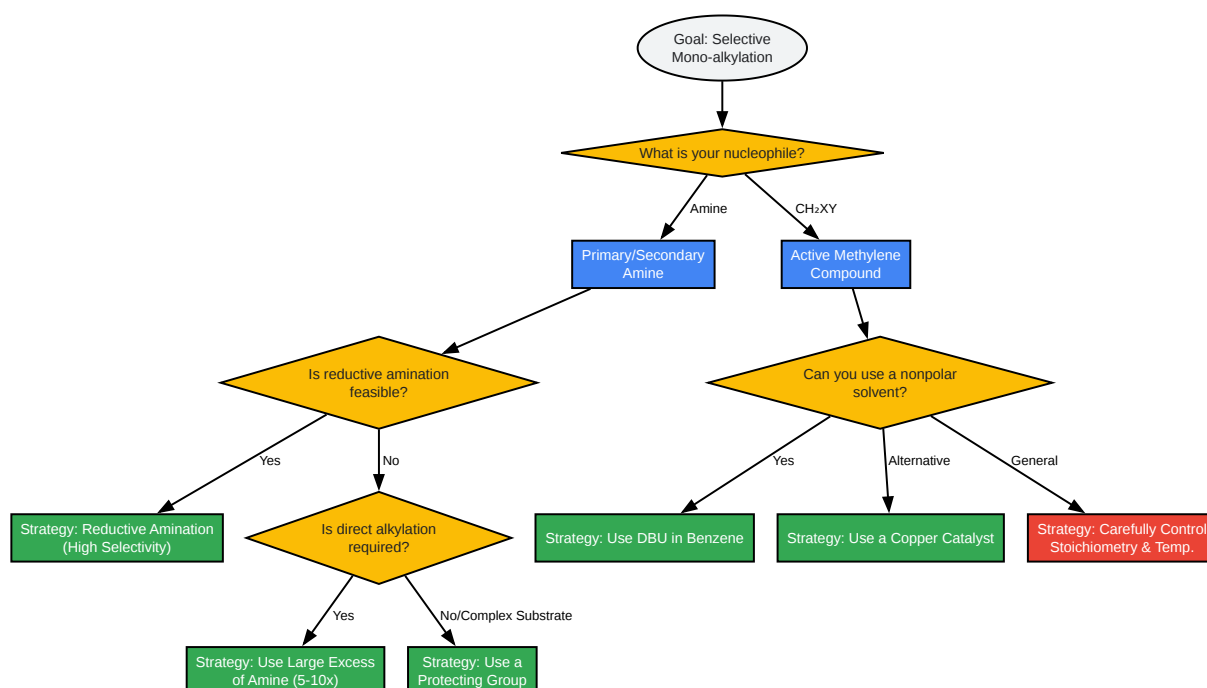 Goal: Selective
Mono-alkylation
What is your nucleophile?
Amine
CH₂XY
Primary/Secondary
Amine
Active Methylene
Compound
Is reductive amination
feasible?
Can you use a nonpolar
solvent?
Yes
No
Yes
Alternative
General
Strategy: Reductive Amination
(High Selectivity)
Is direct alkylation
required?
Strategy: Use DBU in Benzene
Strategy: Use a Copper Catalyst
Strategy: Carefully Control
Stoichiometry & Temp.
Yes
No/Complex Substrate
Strategy: Use Large Excess
of Amine (5-10x)
Strategy: Use a
Protecting Group